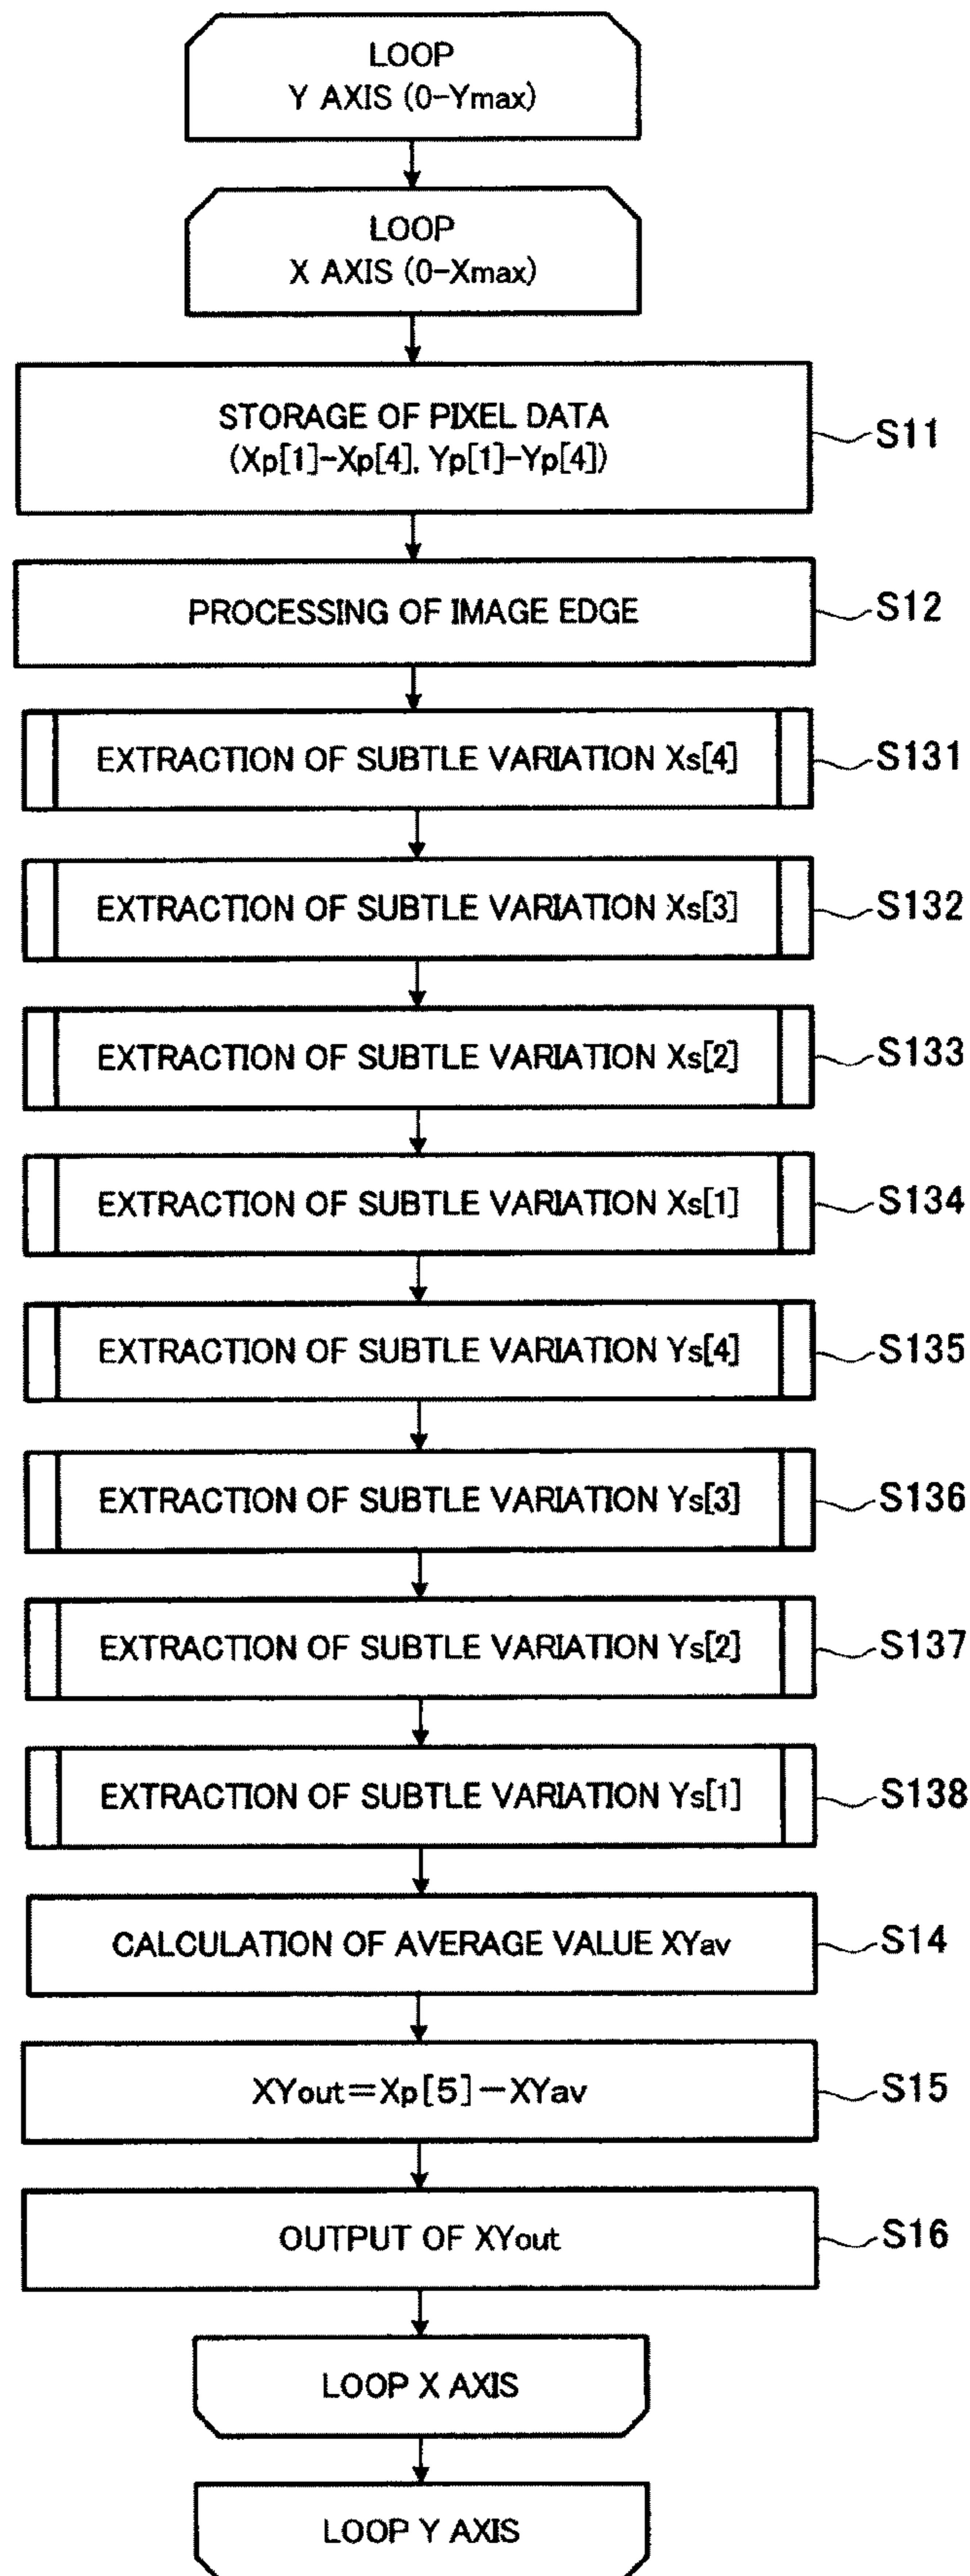 LOOP
Y AXIS (0-Ymax)
LOOP
X AXIS (0-Xmax)
STORAGE OF PIXEL DATA
(Xp[1]-Xp[4], Yp[1]-Yp[4])
S11
PROCESSING OF IMAGE EDGE
S12
EXTRACTION OF SUBTLE VARIATION Xs[4]
S131
EXTRACTION OF SUBTLE VARIATION Xs[3]
S132
EXTRACTION OF SUBTLE VARIATION Xs[2]
S133
EXTRACTION OF SUBTLE VARIATION Xs[1]
S134
EXTRACTION OF SUBTLE VARIATION Ys[4]
S135
EXTRACTION OF SUBTLE VARIATION Ys[3]
S136
EXTRACTION OF SUBTLE VARIATION Ys[2]
S137
EXTRACTION OF SUBTLE VARIATION Ys[1]
S138
CALCULATION OF AVERAGE VALUE XYav
S14
XYout=Xp[5]-XYav
S15
OUTPUT OF XYout
S16
LOOP X AXIS
LOOP Y AXIS